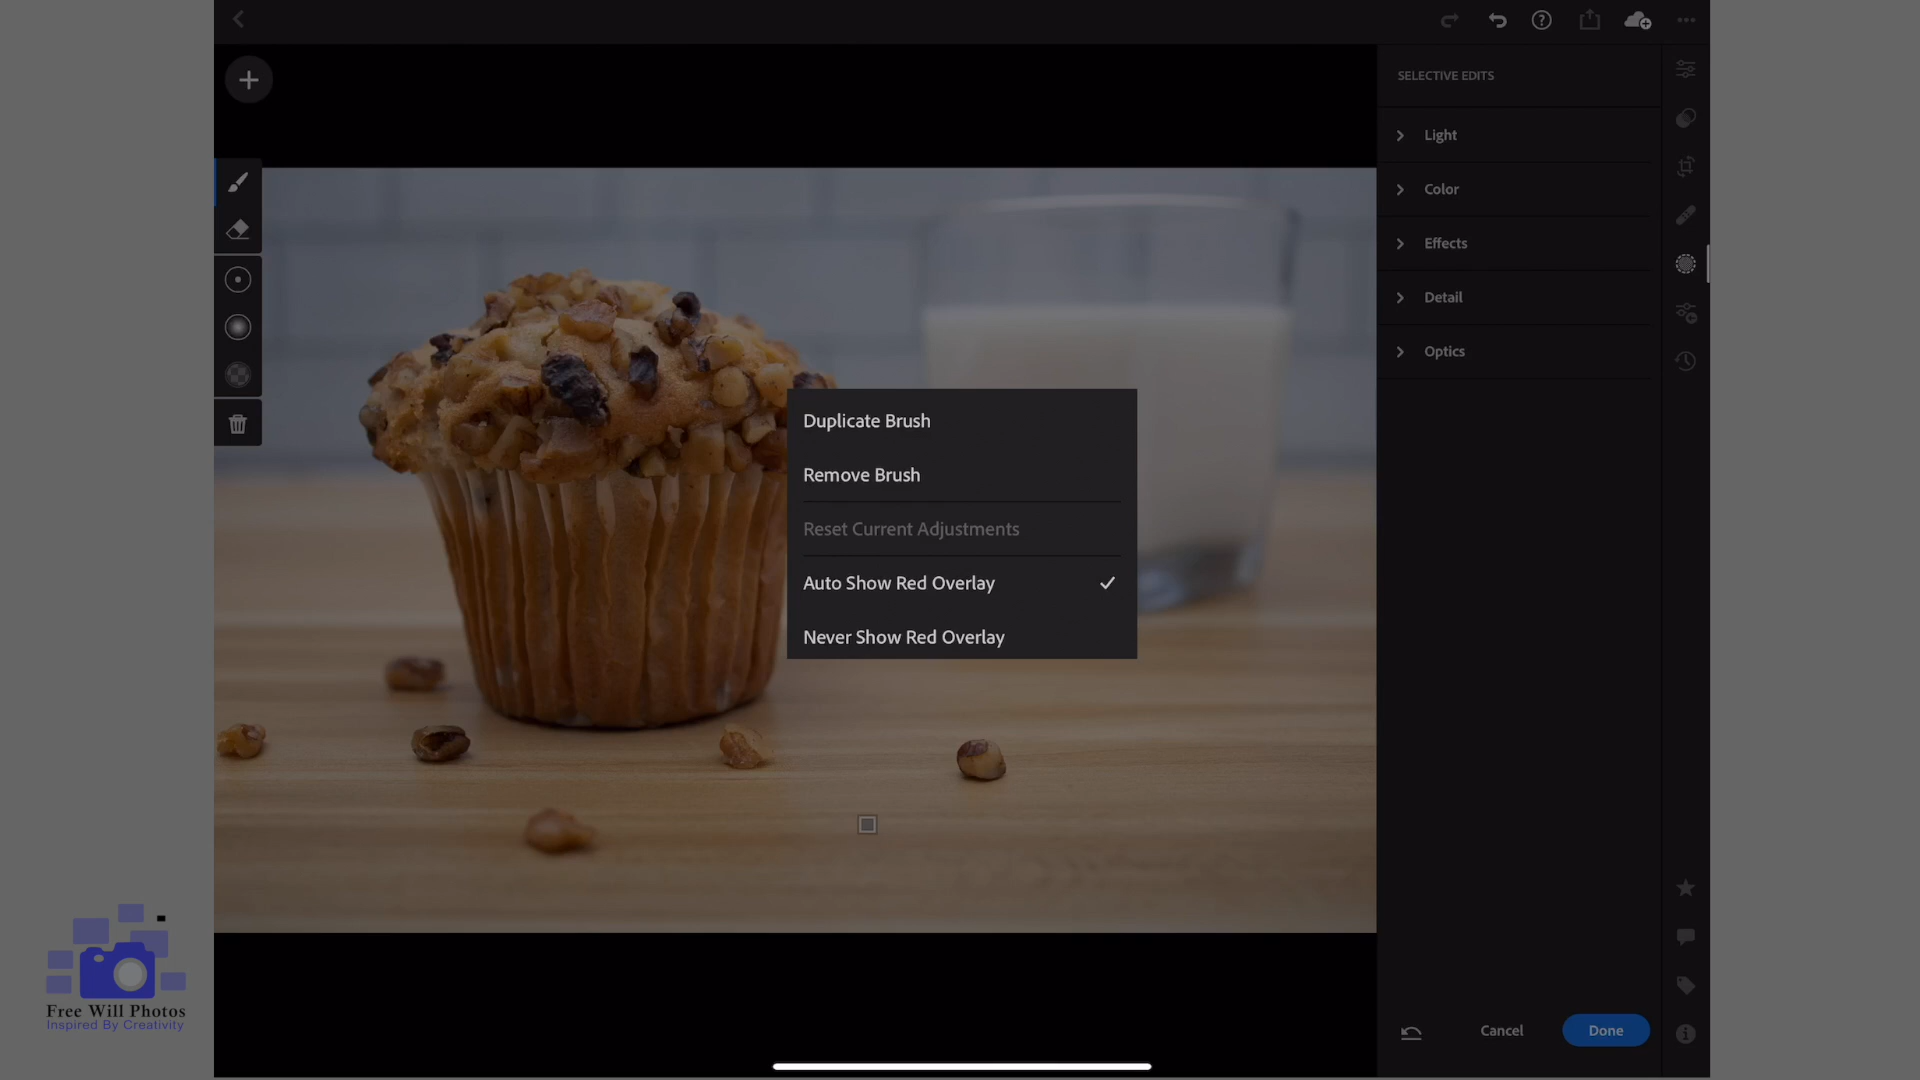 SELECTIVE EDITS
Light
Color
Effects
Detail
Optics
Duplicate Brush
Remove Brush
Reset Current Adjustments
Auto Show Red Overlay
Never Show Red Overlay
Free Will Photos
Inspired By Creativity
Cancel
Done